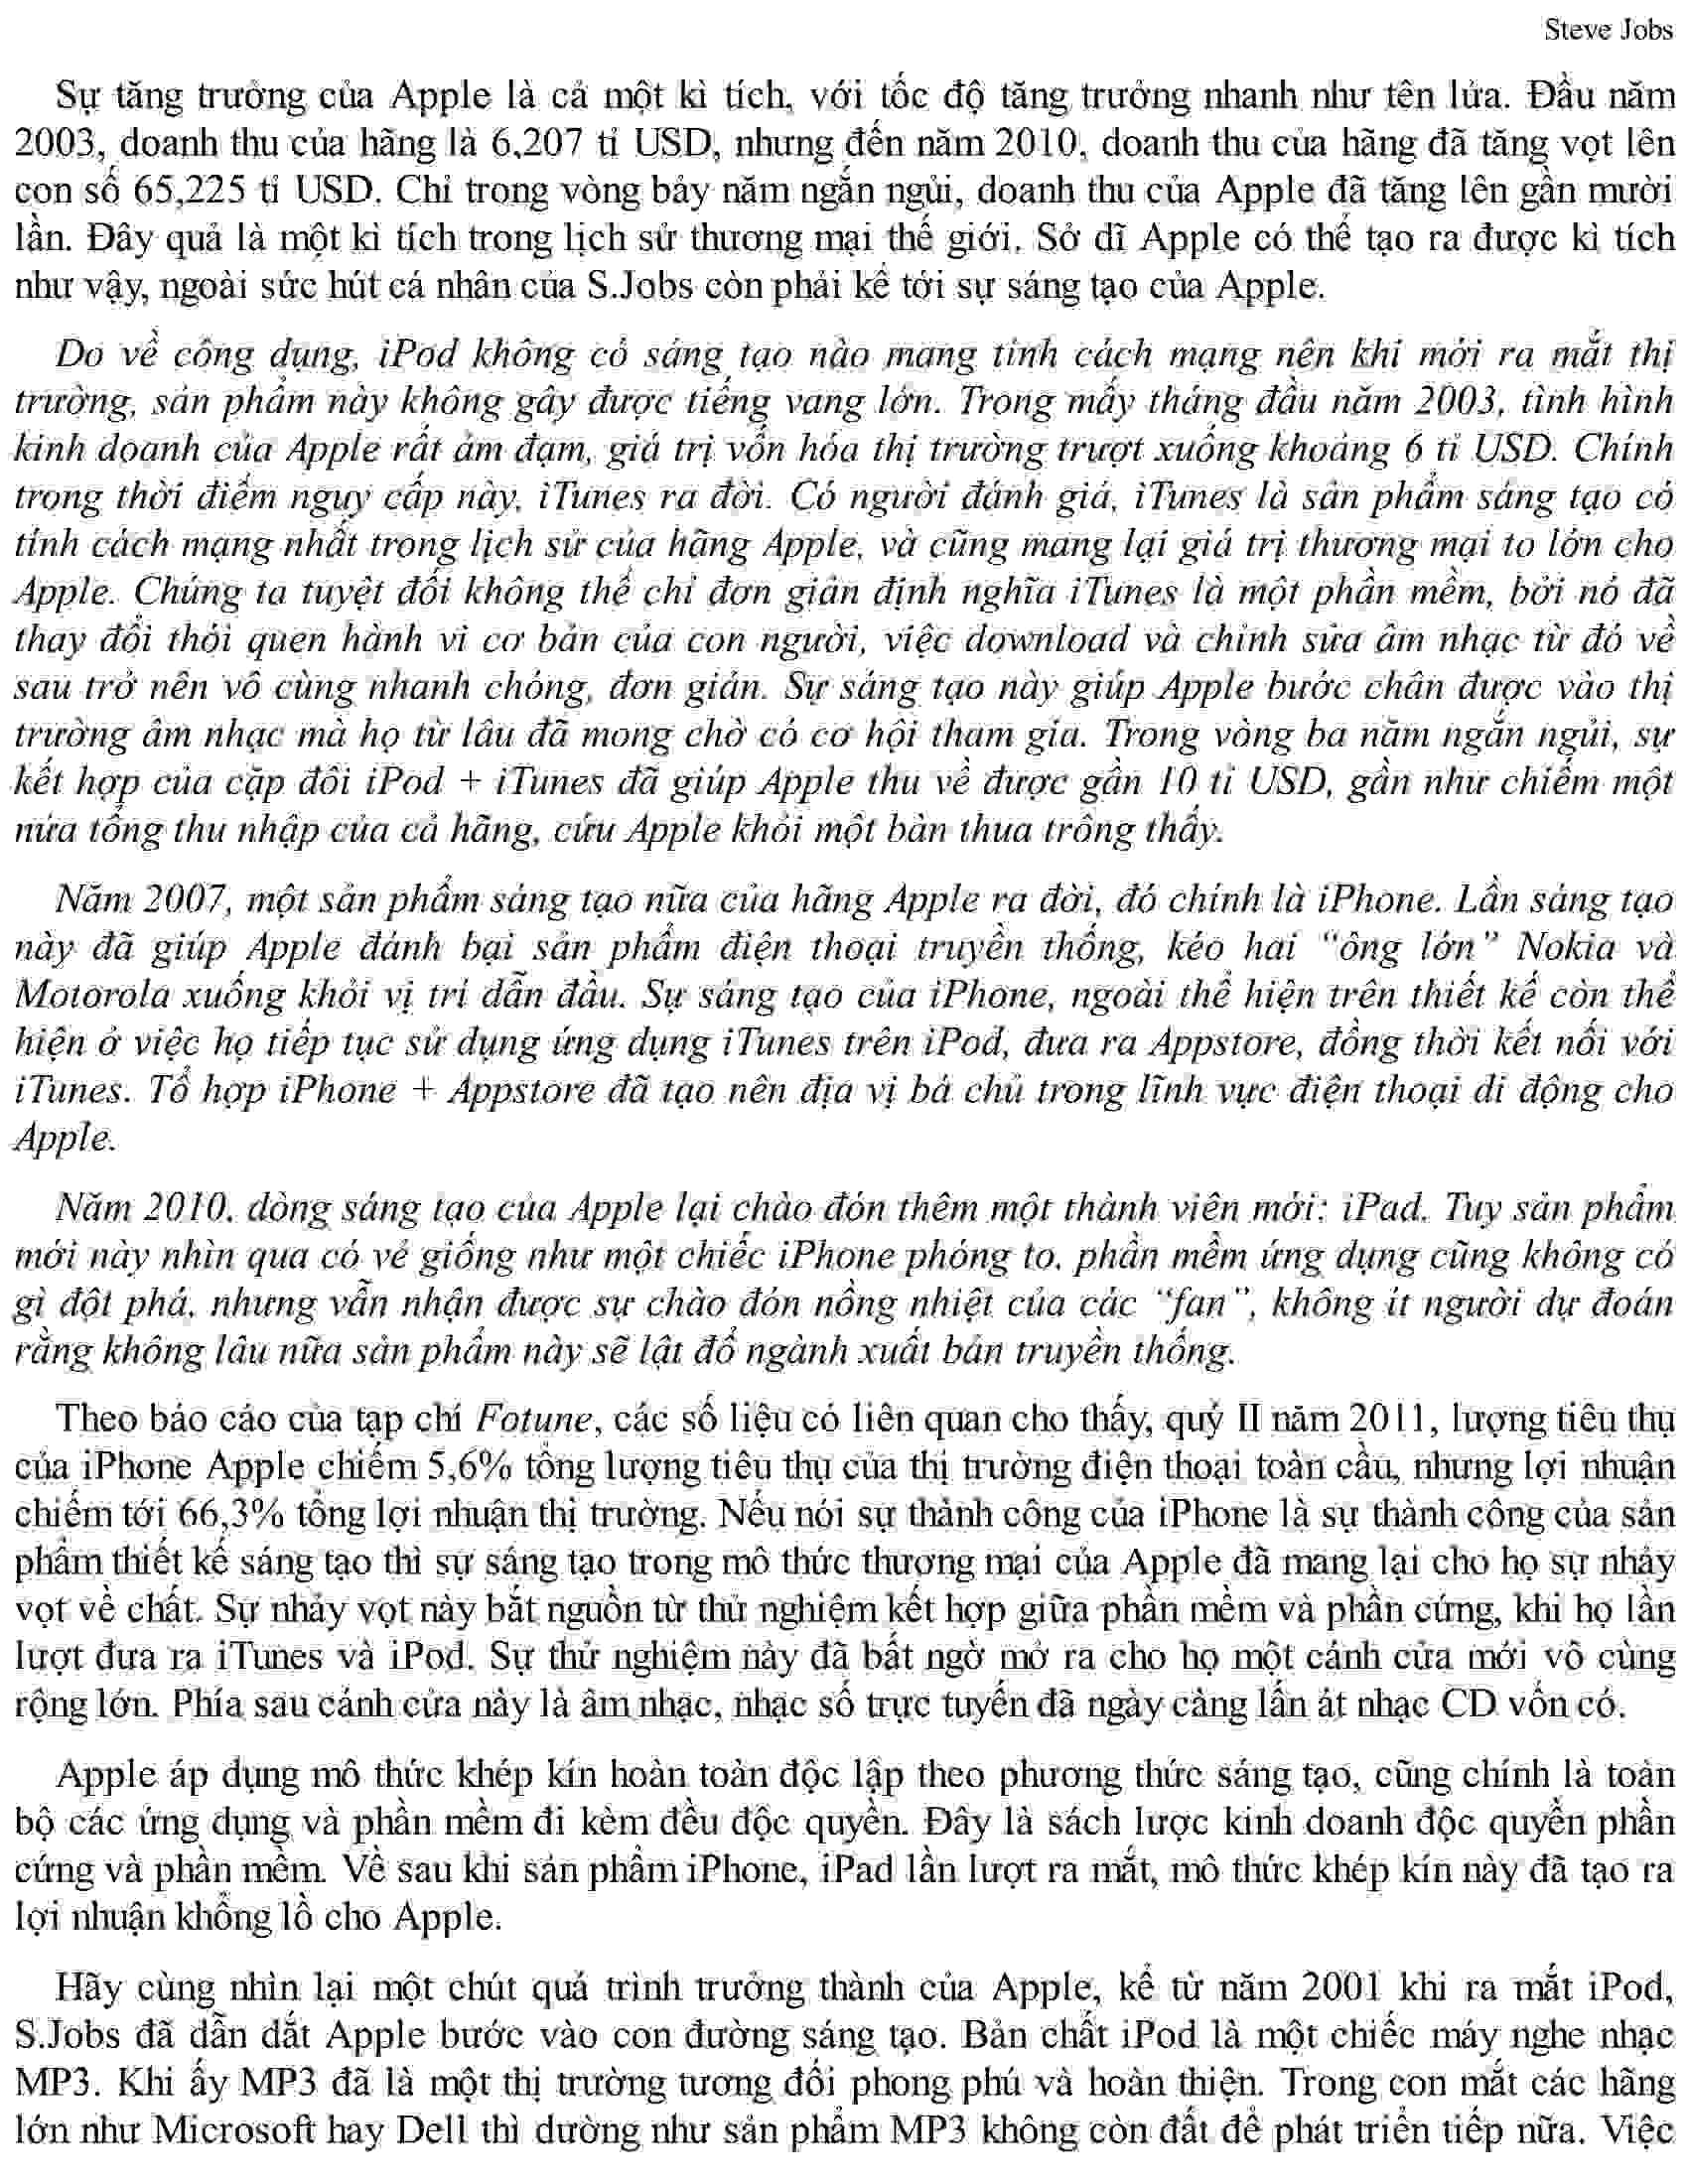 Steve Jobs
Sự tăng trưởng của Apple là cả một kì tích, với tốc độ tăng trưởng nhanh như tên lửa. Đầu năm
2003, doanh thu của hãng là 6,207 tỉ USD, nhưng đến năm 2010, doanh thu của hãng đã tăng vọt lên
con số 65,225 tỉ USD. Chỉ trong vòng bảy năm ngắn ngủi, doanh thu của Apple đã tăng lên gần mười
lần. Đây quả là một kì tích trong lịch sử thương mại thế giới. Sở dĩ Apple có thể tạo ra được kì tích
như vậy, ngoài sức hút cá nhân của S.Jobs còn phải kể tới sự sáng tạo của Apple.
Do về công dụng, iPod không có sáng tạo nào mang tính cách mạng nên khi mới ra mắt thị
trường, sản phẩm này không gây được tiếng vang lớn. Trong mấy tháng đầu năm 2003, tình hình
kinh doanh của Apple rất ảm đạm, giá trị vốn hóa thị trường trượt xuống khoảng 6 tỉ USD. Chính
trong thời điểm nguy cấp này, iTunes ra đời. Có người đánh giá, iTunes là sản phẩm sáng tạo có
tính cách mạng nhất trong lịch sử của hãng Apple, và cũng mang lại giá trị thương mại to lớn cho
Apple. Chúng ta tuyệt đối không thể chỉ đơn giản định nghĩa iTunes là một phần mềm, bởi nó đã
thay đổi thói quen hành vi cơ bản của con người, việc download và chỉnh sửa âm nhạc từ đó về
sau trở nên vô cùng nhanh chóng, đơn giản. Sự sáng tạo này giúp Apple bước chân được vào thị
trường âm nhạc mà họ từ lâu đã mong chờ có cơ hội tham gia. Trong vòng ba năm ngắn ngủi, sự
kết hợp của cặp đôi iPod + iTunes đã giúp Apple thu về được gần 10 tỉ USD, gần như chiếm một
nửa tổng thu nhập của cả hãng, cứu Apple khỏi một bàn thua trông thấy.
Năm 2007, một sản phẩm sáng tạo nữa của hãng Apple ra đời, đó chính là iPhone. Lần sáng tạo
này đã giúp Apple đánh bại sản phẩm điện thoại truyền thống, kéo hai “ông lớn” Nokia và
Motorola xuống khỏi vị trí dẫn đầu. Sự sáng tạo của iPhone, ngoài thể hiện trên thiết kế còn thể
hiện ở việc họ tiếp tục sử dụng ứng dụng iTunes trên iPod, đưa ra Appstore, đồng thời kết nối với
iTunes. Tổ hợp iPhone + Appstore đã tạo nên địa vị bá chủ trong lĩnh vực điện thoại di động cho
Apple.
Năm 2010, dòng sáng tạo của Apple lại chào đón thêm một thành viên mới: iPad. Tuy sản phẩm
mới này nhìn qua có vẻ giống như một chiếc iPhone phóng to, phần mềm ứng dụng cũng không có
gì đột phá, nhưng vẫn nhận được sự chào đón nồng nhiệt của các “fan”, không ít người dự đoán
rằng không lâu nữa sản phẩm này sẽ lật đổ ngành xuất bản truyền thống.
Theo báo cáo của tạp chí Fotune, các số liệu có liên quan cho thấy, quý II năm 2011, lượng tiêu thụ
của iPhone Apple chiếm 5,6% tổng lượng tiêu thụ của thị trường điện thoại toàn cầu, nhưng lợi nhuận
chiếm tới 66,3% tổng lợi nhuận thị trường. Nếu nói sự thành công của iPhone là sự thành công của sản
phẩm thiết kế sáng tạo thì sự sáng tạo trong mô thức thương mại của Apple đã mang lại cho họ sự nhảy
vọt về chất. Sự nhảy vọt này bắt nguồn từ thử nghiệm kết hợp giữa phần mềm và phần cứng, khi họ lần
lượt đưa ra iTunes và iPod. Sự thử nghiệm này đã bất ngờ mở ra cho họ một cánh cửa mới vô cùng
rộng lớn. Phía sau cánh cửa này là âm nhạc, nhạc số trực tuyến đã ngày càng lấn át nhạc CD vốn có.
Apple áp dụng mô thức khép kín hoàn toàn độc lập theo phương thức sáng tạo, cũng chính là toàn
bộ các ứng dụng và phần mềm đi kèm đều độc quyền. Đây là sách lược kinh doanh độc quyền phần
cứng và phần mềm. Về sau khi sản phẩm iPhone, iPad lần lượt ra mắt, mô thức khép kín này đã tạo ra
lợi nhuận khổng lồ cho Apple.
Hãy cùng nhìn lại một chút quá trình trưởng thành của Apple, kể từ năm 2001 khi ra mắt iPod,
S.Jobs đã dẫn dắt Apple bước vào con đường sáng tạo. Bản chất iPod là một chiếc máy nghe nhạc
MP3. Khi ấy MP3 đã là một thị trường tương đối phong phú và hoàn thiện. Trong con mắt các hãng
lớn như Microsoft hay Dell thì dường như sản phẩm MP3 không còn đất để phát triển tiếp nữa. Việc